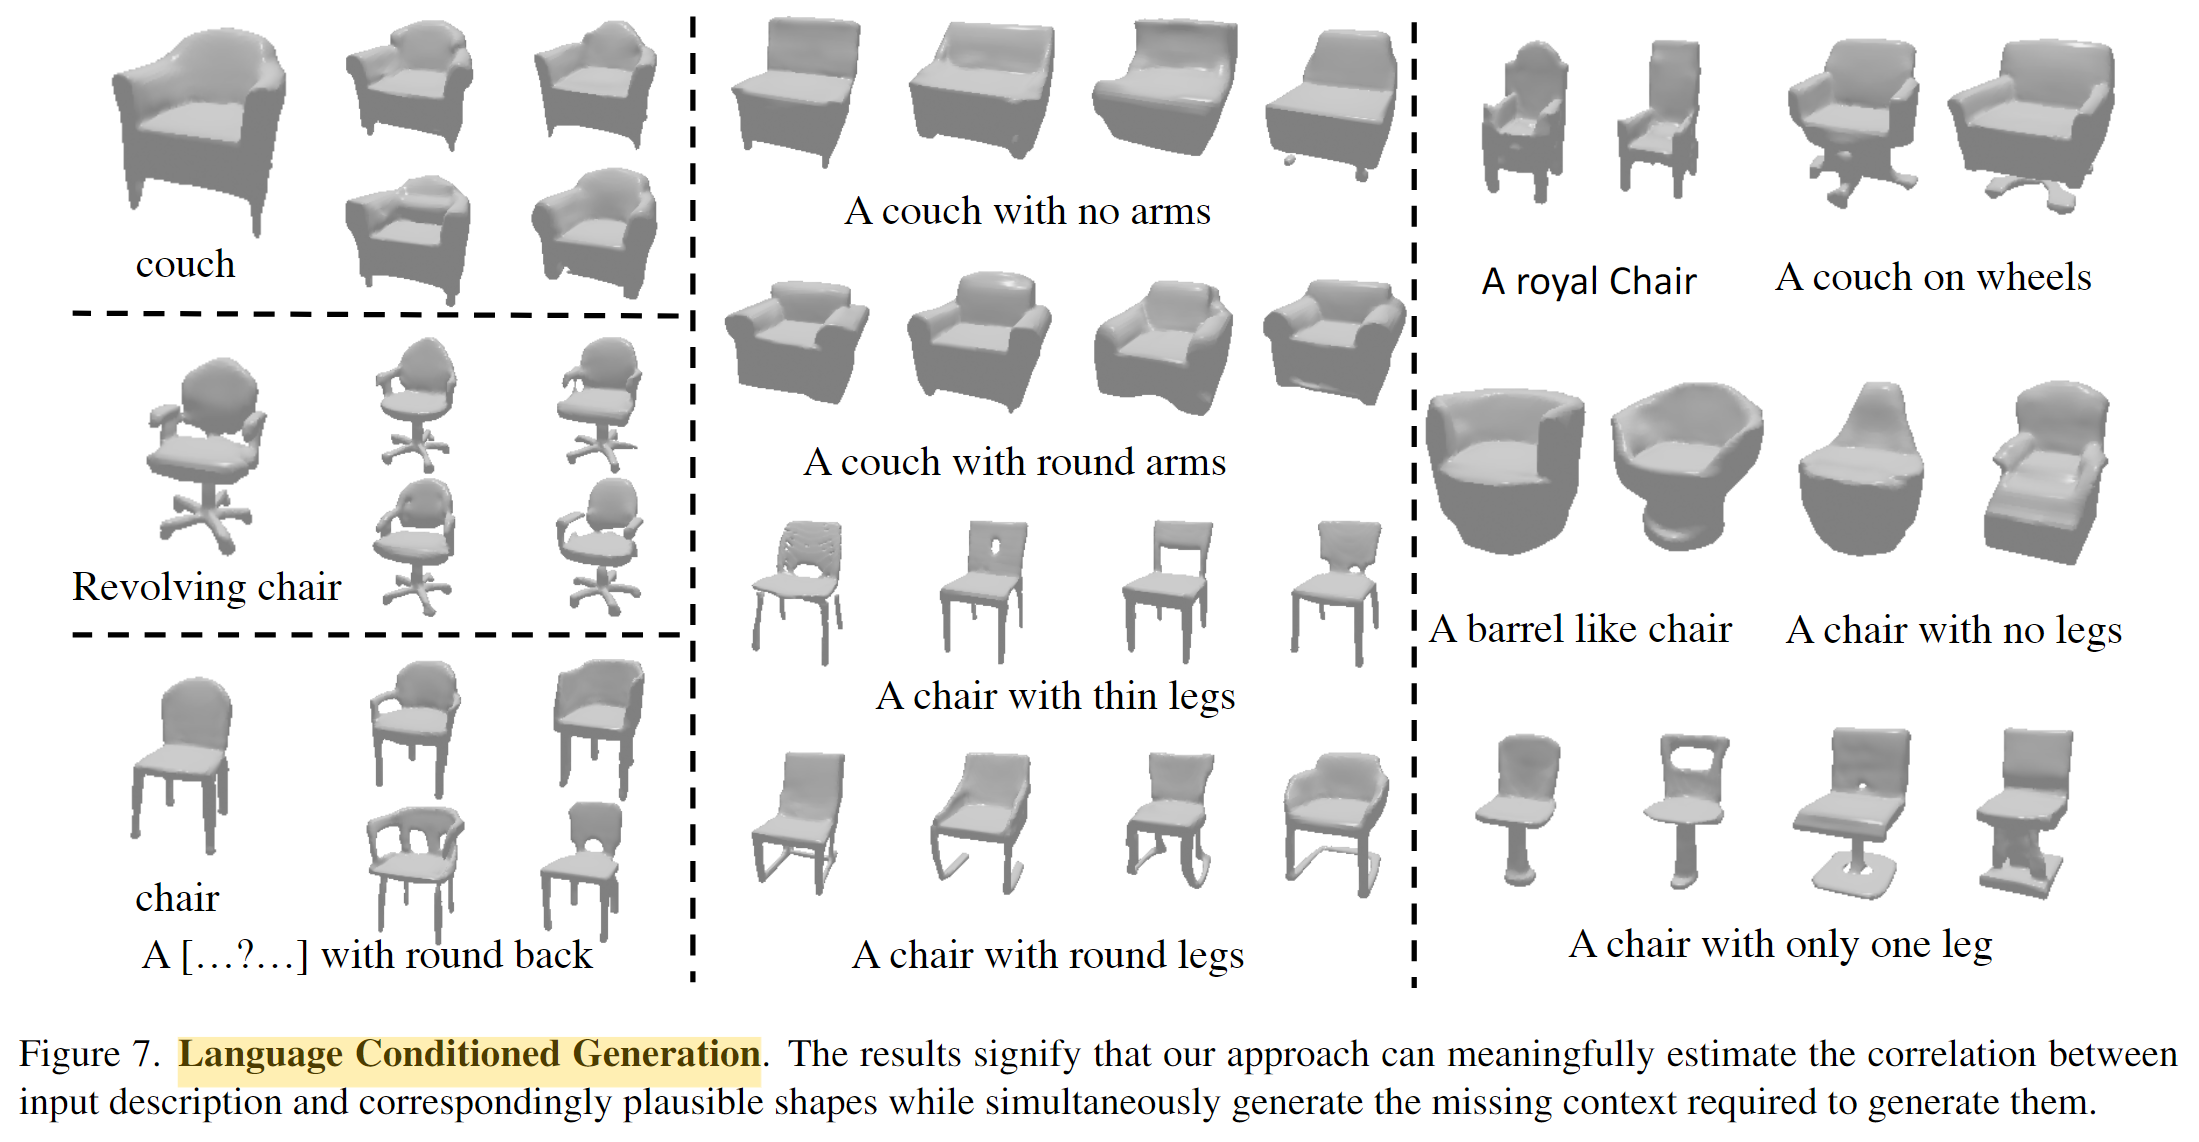 couch
Revolving chair
chair
A [...?...] with round back
A couch with no arms
A couch with round arms
A chair with thin legs
A chair with round legs
A royal Chair
A couch on wheels
A barrel like chair
A chair with no legs
A chair with only one leg
Figure 7. Language Conditioned Generation. The results signify that our approach can meaningfully estimate the correlation between
input description and correspondingly plausible shapes while simultaneously generate the missing context required to generate them.